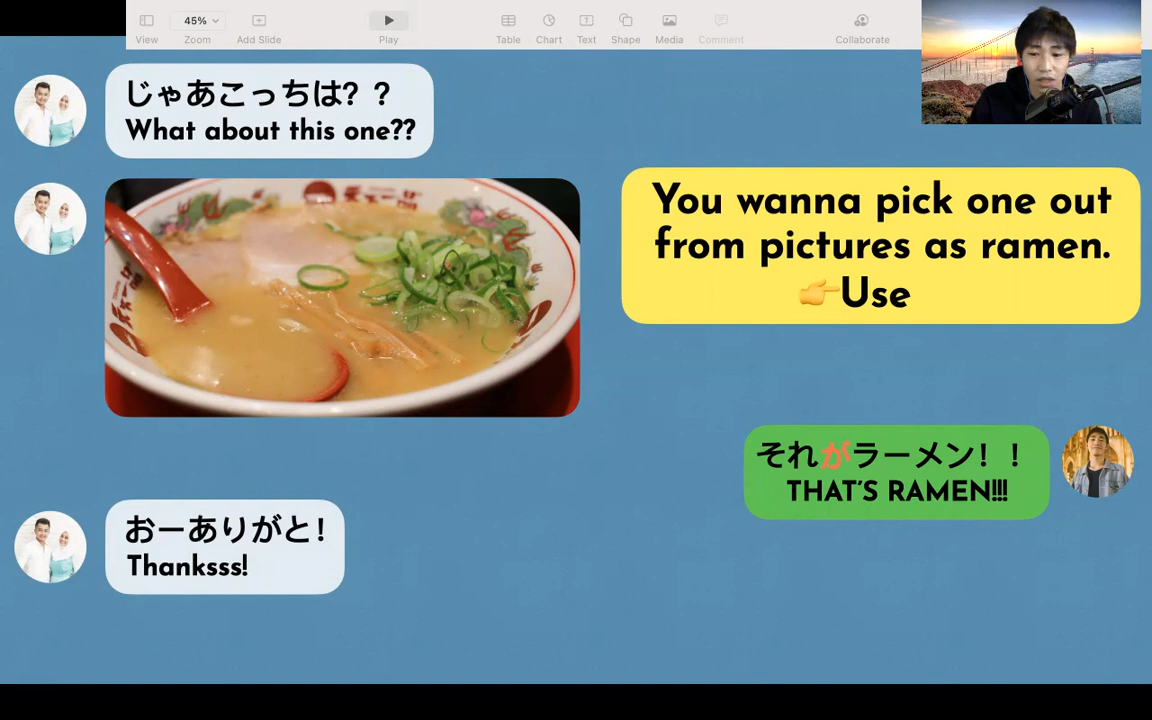 View
45%
Zoom
Add Slide
Play
Table
Chart
Text
Shape
Media
Comment
Collaborate
じゃあこっちは？？
What about this one??
You wanna pick one out
from pictures as ramen.
👉Use
それがラーメン！！
THAT'S RAMEN!!!
おーありがと！
Thanksss!